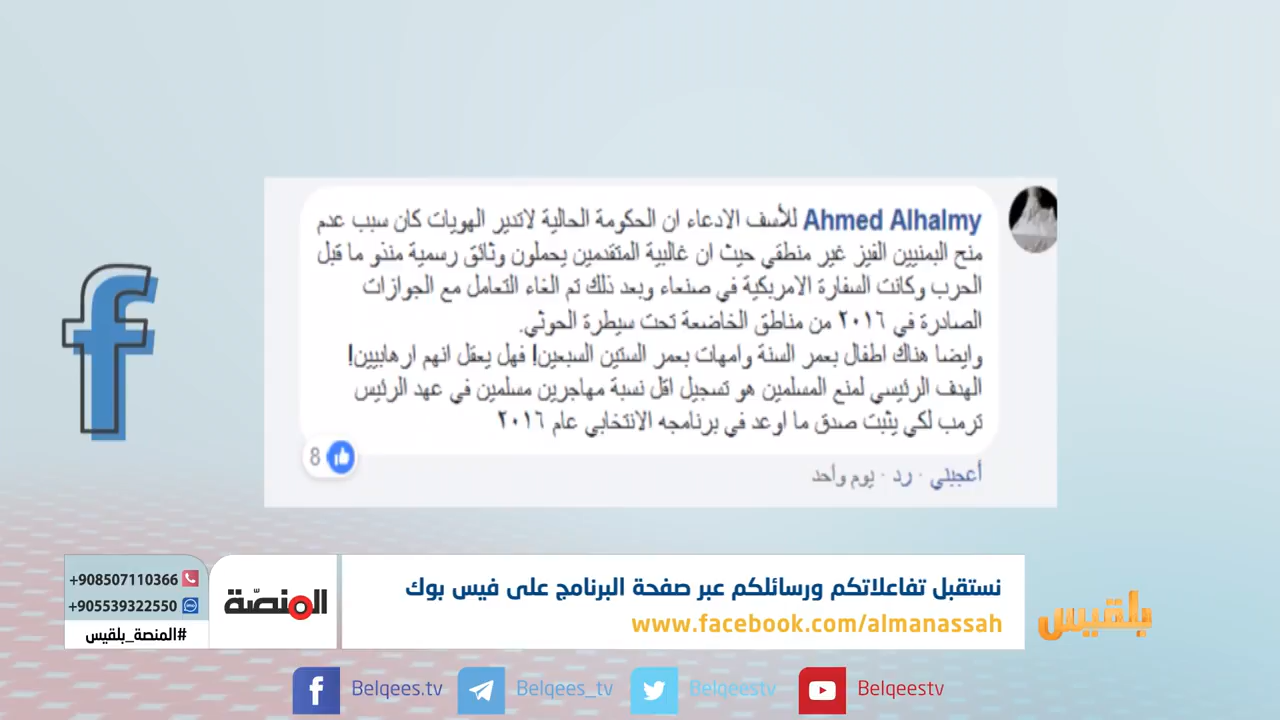 Ahmed Alhalmy للأسف الادعاء ان الحكومة الحالية لاتدير الهويات كان سبب عدم
منح اليمنيين الفيز غير منطقي حيث ان غالبية المتقدمين يحملون وثائق رسمية منذو ما قبل
الحرب وكانت السفارة الامريكية في صنعاء وبعد ذلك تم الغاء التعامل مع الجوازات
الصادرة في ٢٠١٦ من مناطق الخاضعة تحت سيطرة الحوثي.
وايضا هناك اطفال بعمر السنة وامهات بعمر الستين السبعين! فهل يعقل انهم ارهابيين!
الهدف الرئيسي لمنع المسلمين هو تسجيل اقل نسبة مهاجرين مسلمين في عهد الرئيس
ترمب لكي يثبت صدق ما اوعد في برنامجه الانتخابي عام ٢٠١٦
8
أعجبني · رد · يوم واحد
نستقبل تفاعلاتكم ورسائلكم عبر صفحة البرنامج على فيس بوك
www.facebook.com/almanassah
المنصّة
+908507110366
+905539322550
#المنصة_بلقيس
بلقيس
Belqees.tv
Belqees_tv
Belqeestv
Belqeestv